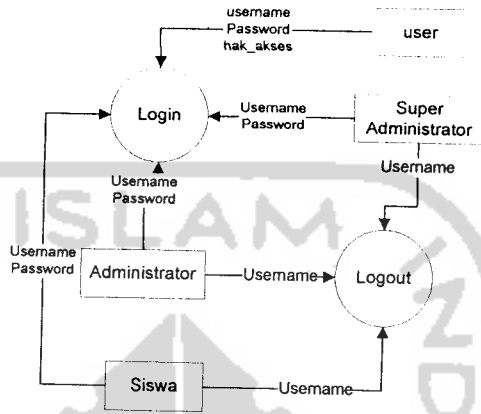 username
Password
hak_akses
user
Login
Username
Password
Super
Administrator
Username
Username
Password
ISLAM
Username
Password
Administrator
Username
Logout
Siswa
Username